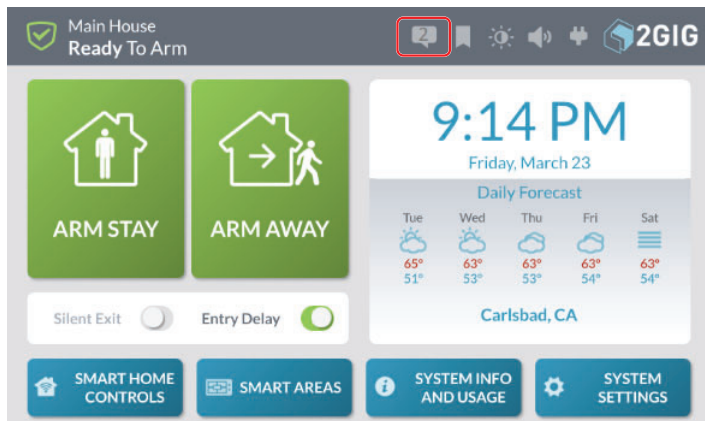 Main House
Ready To Arm
2
2GIG
ARM STAY
ARM AWAY
Silent Exit
Entry Delay
9:14 PM
Friday, March 23
Daily Forecast
Tue Wed Thu Fri Sat
65° 63° 63° 63° 63°
51° 53° 53° 54° 54°
Carlsbad, CA
SMART HOME
CONTROLS
SMART AREAS
SYSTEM INFO
AND USAGE
SYSTEM
SETTINGS